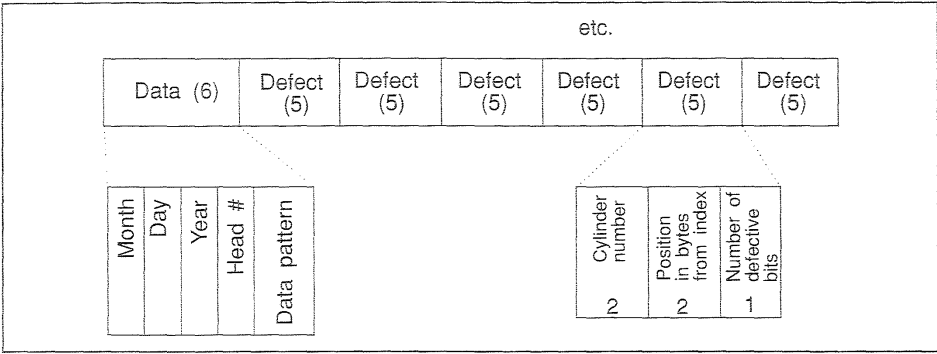 etc.
Data (6)
Defect
(5)
Defect
(5)
Defect
(5)
Defect
(5)
Defect
(5)
Defect
(5)
Month
Day
Year
Head #
Data pattern
Cylinder
number
2
Position
in bytes
from index
2
Number of
defective
bits
1